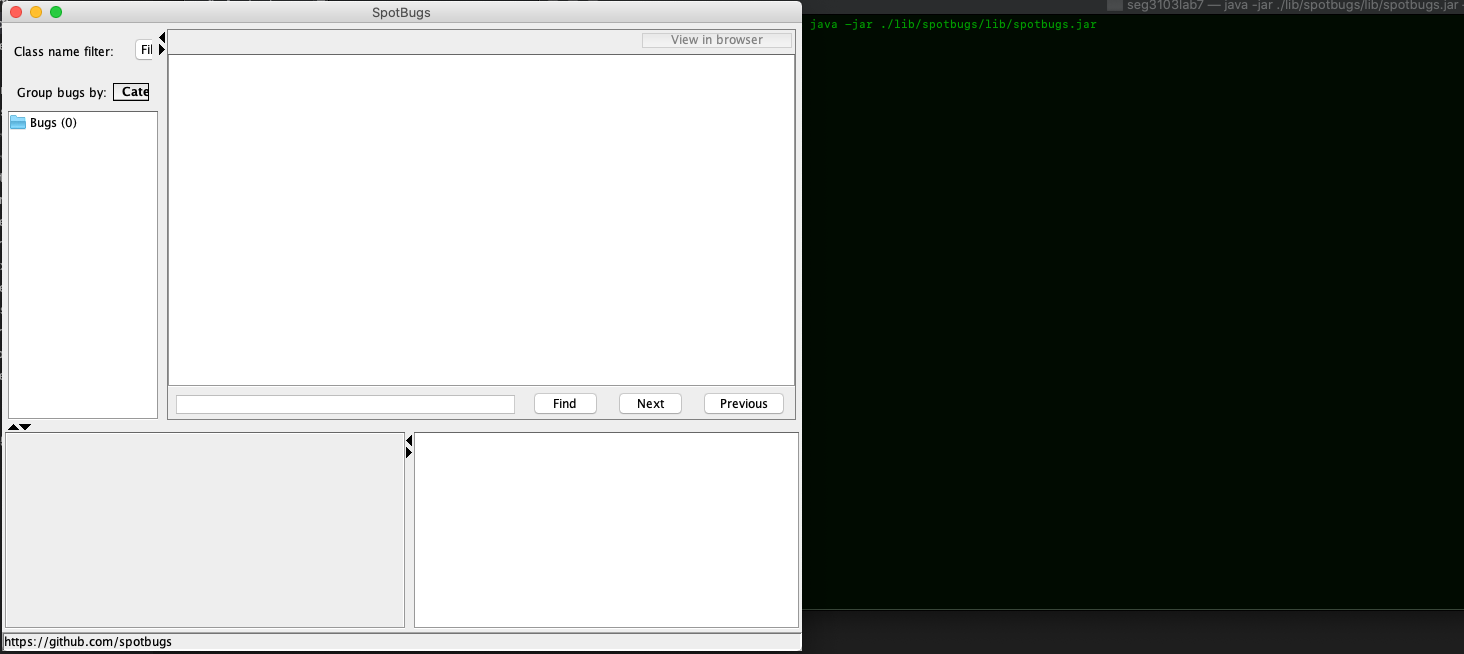 SpotBugs
seg3103lab7 — java -jar ./lib/spotbugs/lib/spotbugs.jar
java -jar ./lib/spotbugs/lib/spotbugs.jar
View in browser
Class name filter: Fil
Group bugs by: Cate
Bugs (0)
Find Next Previous
https://github.com/spotbugs